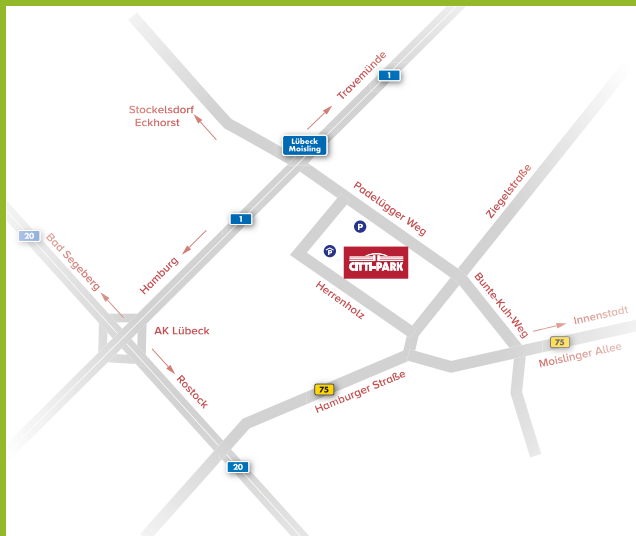 Travemünde
1
Stockelsdorf
Eckhorst
Lübeck
Moisling
Ziegelstraße
Padelügger Weg
P
1
20
Bad Segeberg
P
CITTI-PARK
Hamburg
Herrenholz
Bunte-Kuh-Weg
Innenstadt
AK Lübeck
75
Moislinger Allee
Rostock
75
Hamburger Straße
20